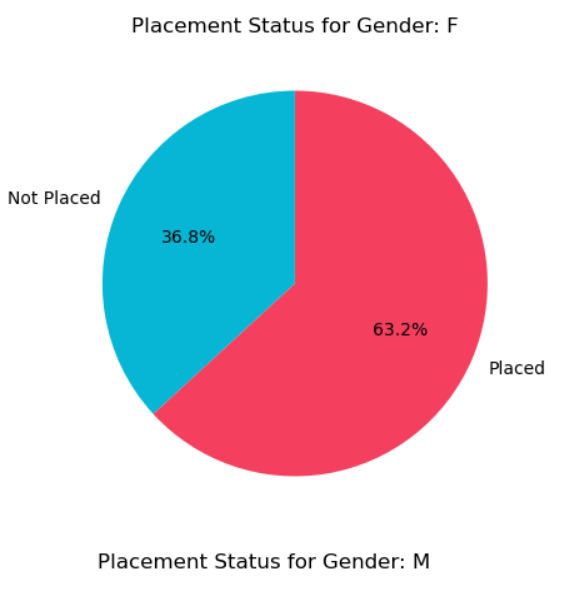 Placement Status for Gender: F
Not Placed
36.8%
63.2%
Placed
Placement Status for Gender: M